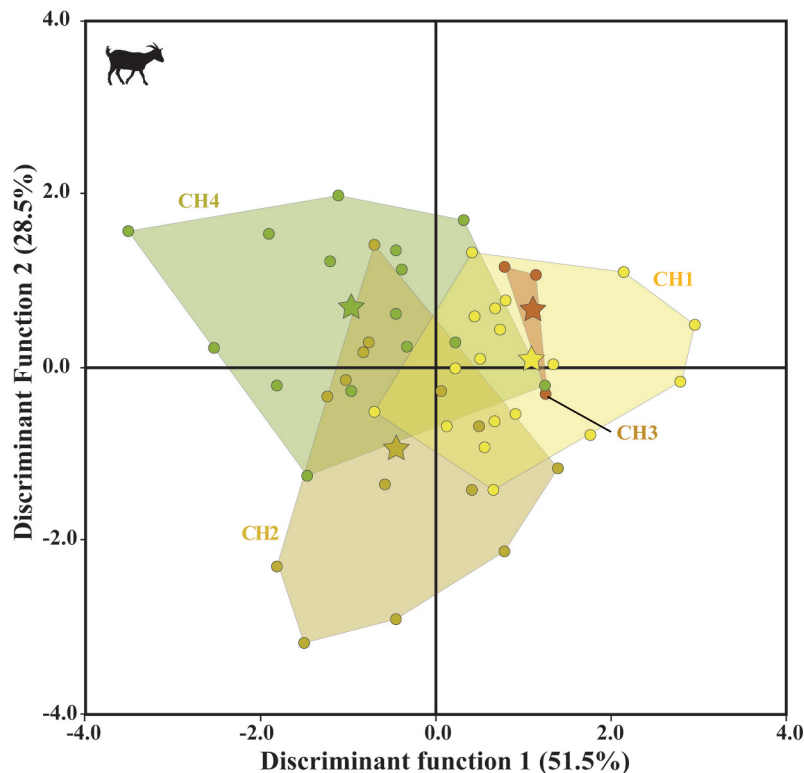 4.0
2.0
0.0
-2.0
-4.0
-4.0 -2.0 0.0 2.0 4.0
Discriminant Function 2 (28.5%)
Discriminant function 1 (51.5%)
CH4
CH1
CH3
CH2